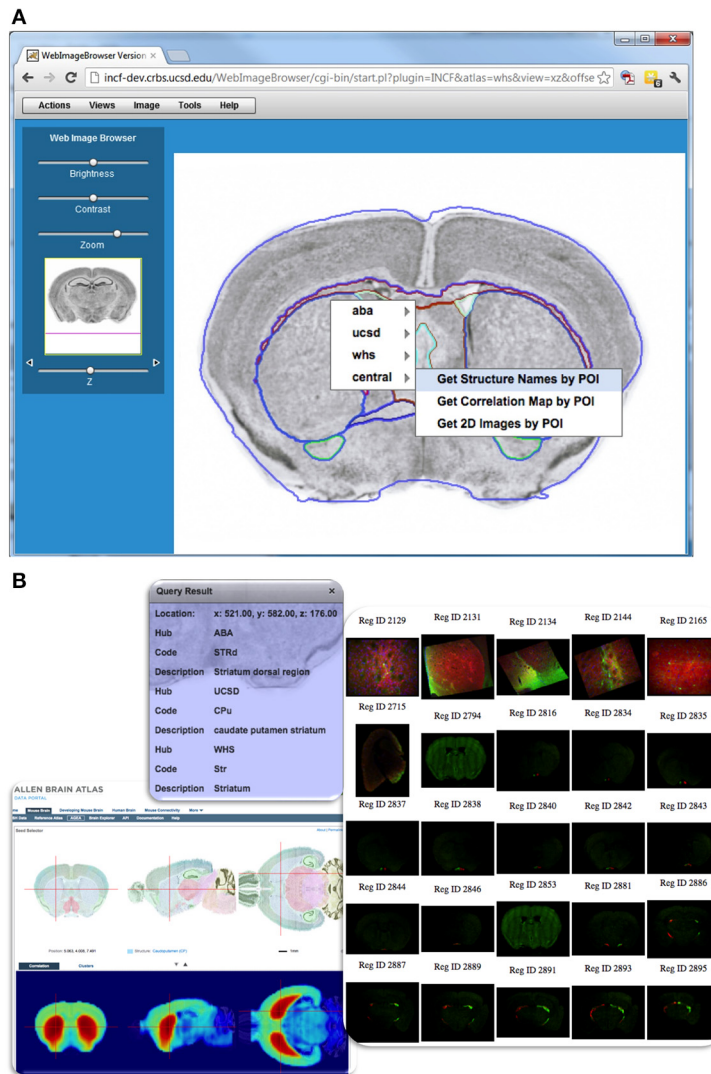 A
WebImageBrowser Version
incf-dev.crbs.ucsd.edu/WebImageBrowser/cgi-bin/start.pl?plugin=INCF&atlas=whs&view=xz&offse
6
Actions Views Image Tools Help
Web Image Browser
Brightness
Contrast
Zoom
Z
aba
ucsd
whs
central
Get Structure Names by POI
Get Correlation Map by POI
Get 2D Images by POI
B
Query Result ×
Location: x: 521.00, y: 582.00, z: 176.00
Hub ABA
Code STRd
Description Striatum dorsal region
Hub UCSD
Code CPu
Description caudate putamen striatum
Hub WHS
Code Str
Description Striatum
ALLEN BRAIN ATLAS
DATA PORTAL
Mouse Brain Developing Mouse Brain Human Brain Mouse Connectivity More
Reference Atlas AGEA Brain Explorer API Documentation Help
Seed Selector
Structure: Caudoputamen (CP)
Correlation Clusters
Reg ID 2129 Reg ID 2131 Reg ID 2134 Reg ID 2144 Reg ID 2165
Reg ID 2715 Reg ID 2794 Reg ID 2816 Reg ID 2834 Reg ID 2835
Reg ID 2837 Reg ID 2838 Reg ID 2840 Reg ID 2842 Reg ID 2843
Reg ID 2844 Reg ID 2846 Reg ID 2853 Reg ID 2881 Reg ID 2886
Reg ID 2887 Reg ID 2889 Reg ID 2891 Reg ID 2893 Reg ID 2895